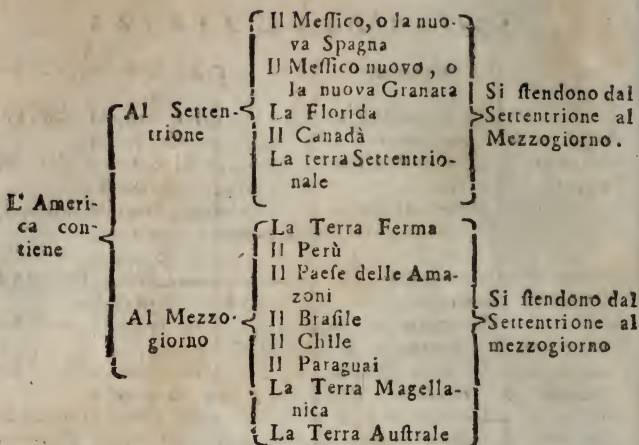 L' Ameri-
ca con-
tiene
Al Setten-
trione
Il Meſſico, o la nuo-
va Spagna
Il Meſſico nuovo, o
la nuova Granata
La Florida
Il Canadà
La terra Settentrio-
nale
Si ſtendono dal
Settentrione al
Mezzogiorno.
Al Mezzo-
giorno
La Terra Ferma
Il Perù
Il Paeſe delle Ama-
zoni
Il Braſile
Il Chile
Il Paraguai
La Terra Magella-
nica
La Terra Auſtrale
Si ſtendono dal
Settentrione al
mezzogiorno